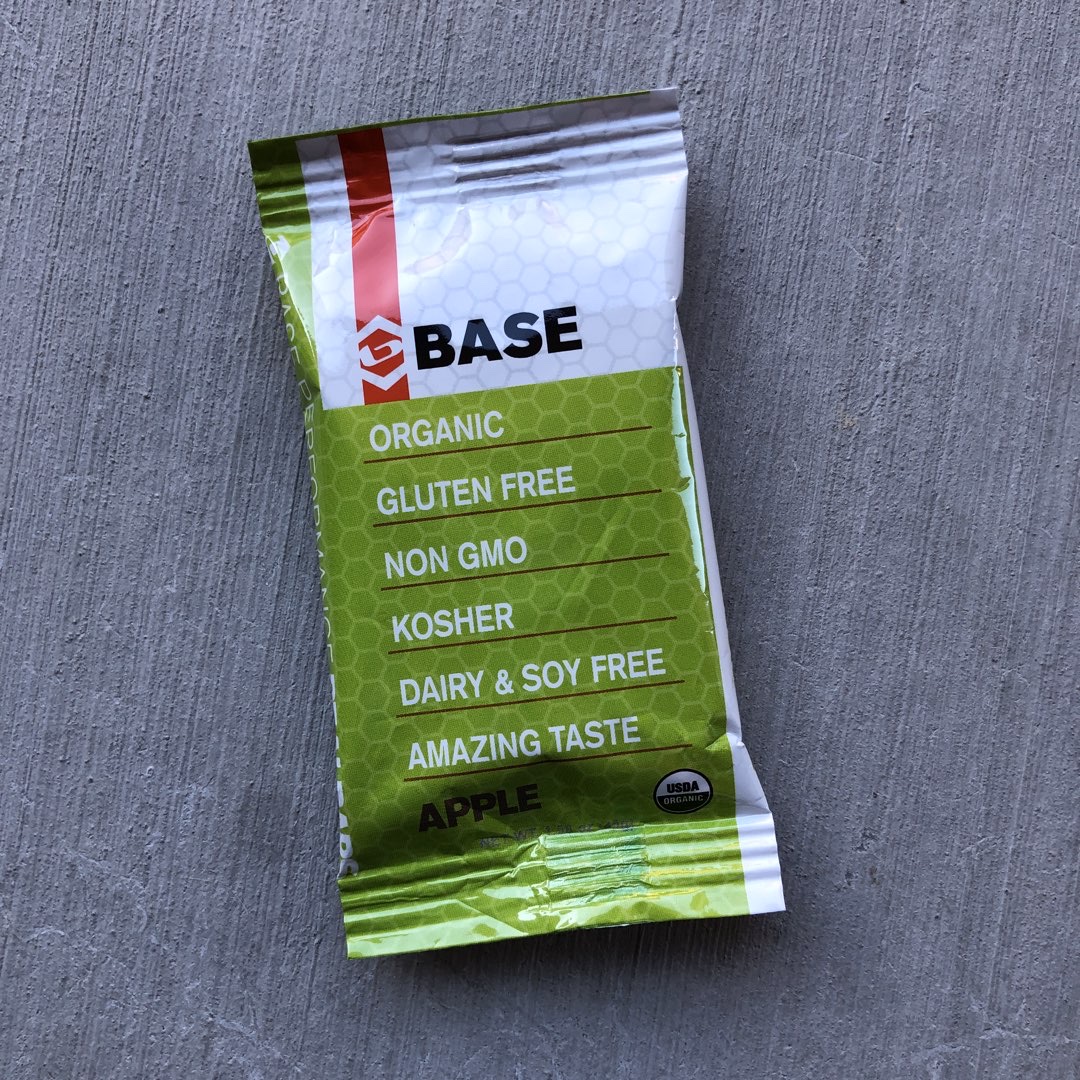 BASE
ORGANIC
GLUTEN FREE
NON GMO
KOSHER
DAIRY & SOY FREE
AMAZING TASTE
APPLE
USDA
ORGANIC